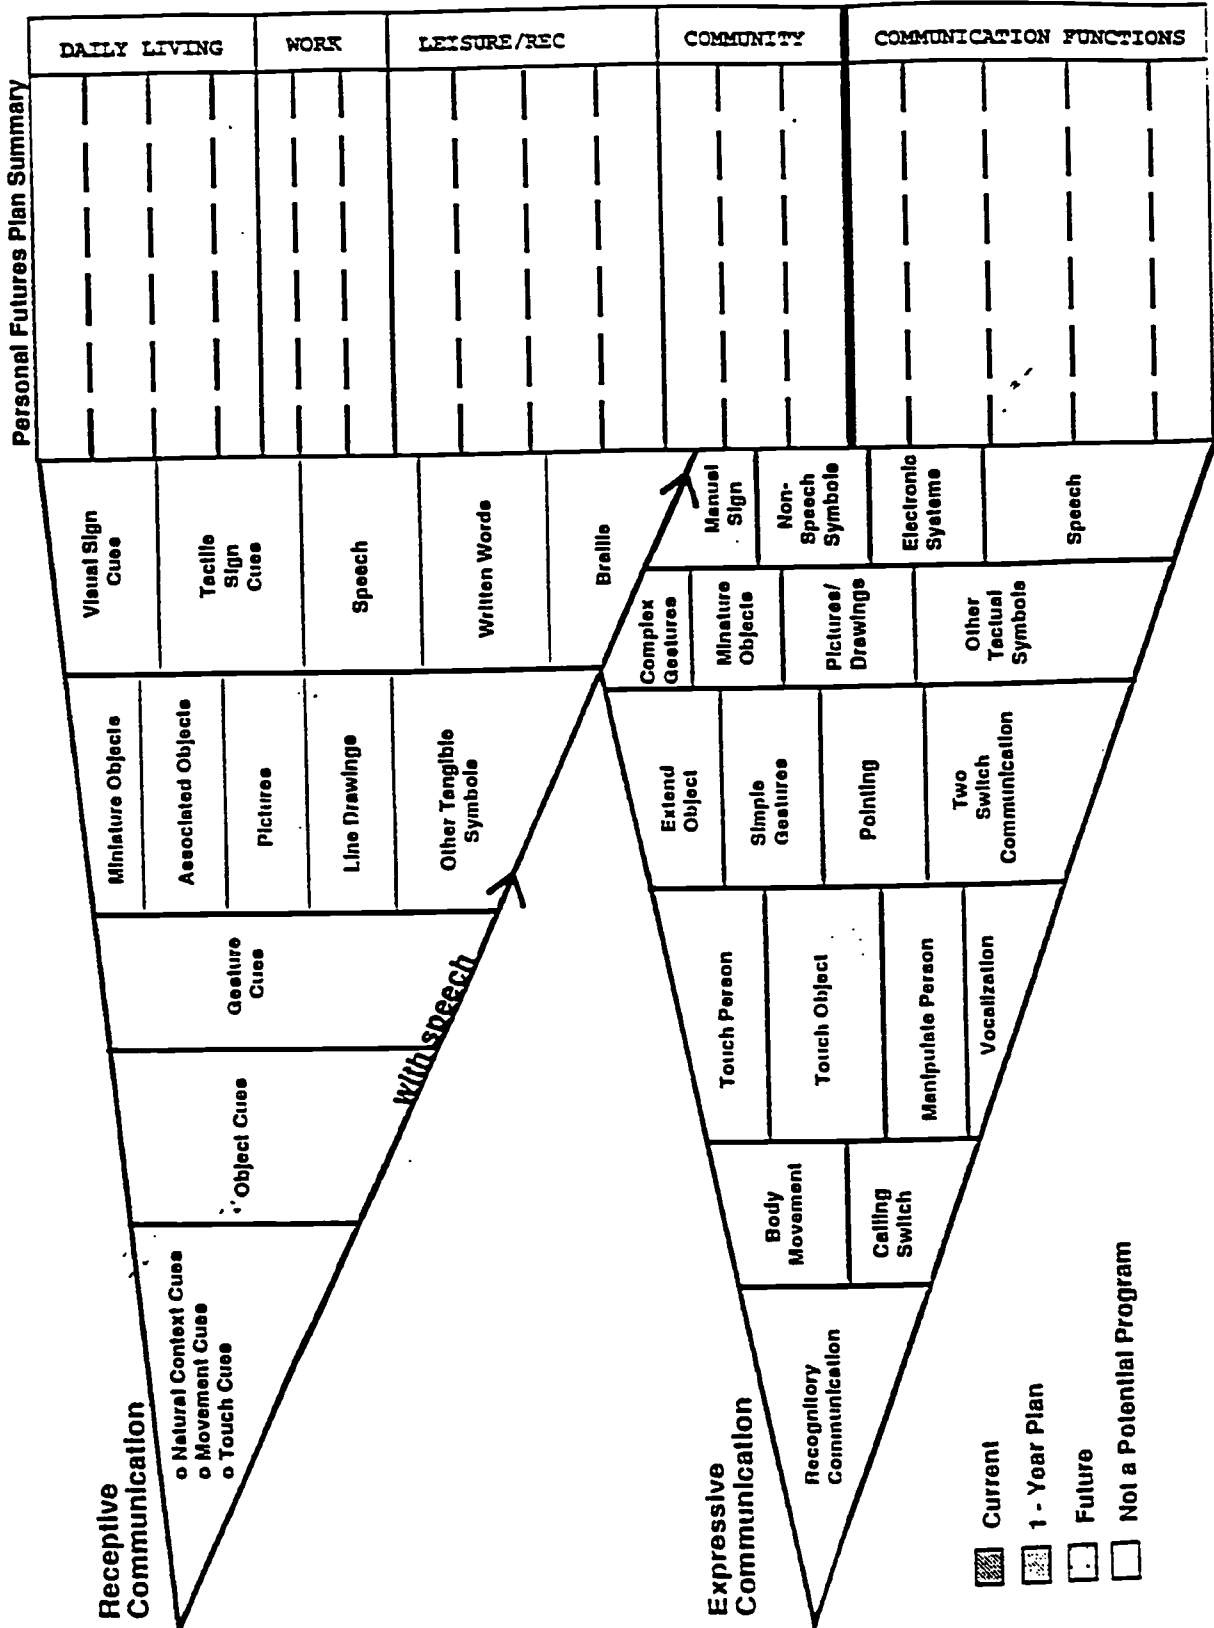 Personal Futures Plan Summary
DAILY LIVING
WORK
LEISURE/REC
COMMUNITY
COMMUNICATION FUNCTIONS
Receptive
Communication
o Natural Context Cues
o Movement Cues
o Touch Cues
Object Cues
Gesture
Cues
With speech
Miniature Objects
Associated Objects
Pictures
Line Drawings
Other Tangible
Symbols
Visual Sign
Cues
Tactile
Sign
Cues
Speech
Written Words
Braille
Expressive
Communication
Recognitory
Communication
Body
Movement
Calling
Switch
Touch Person
Touch Object
Manipulate Person
Vocalization
Extend
Object
Simple
Gestures
Pointing
Two
Switch
Communication
Complex
Gestures
Minature
Objects
Pictures/
Drawings
Other
Tactual
Symbols
Manual
Sign
Non-
Speech
Symbols
Electronic
Systems
Speech
Current
1 - Year Plan
Future
Not a Potential Program